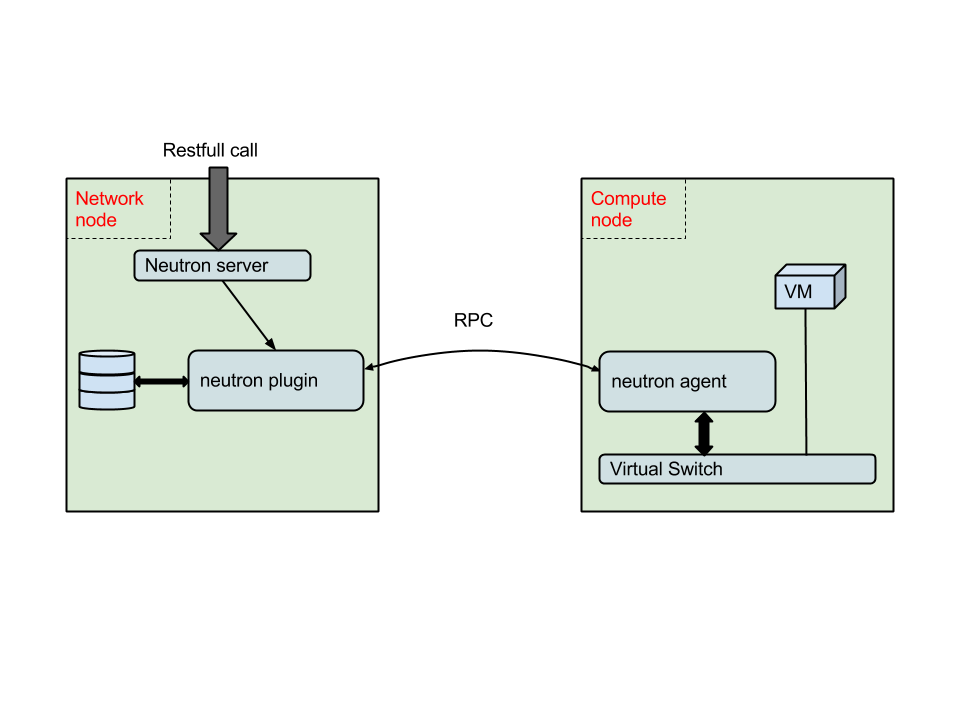 Restfull call
Network
node
Neutron server
neutron plugin
RPC
Compute
node
VM
neutron agent
Virtual Switch